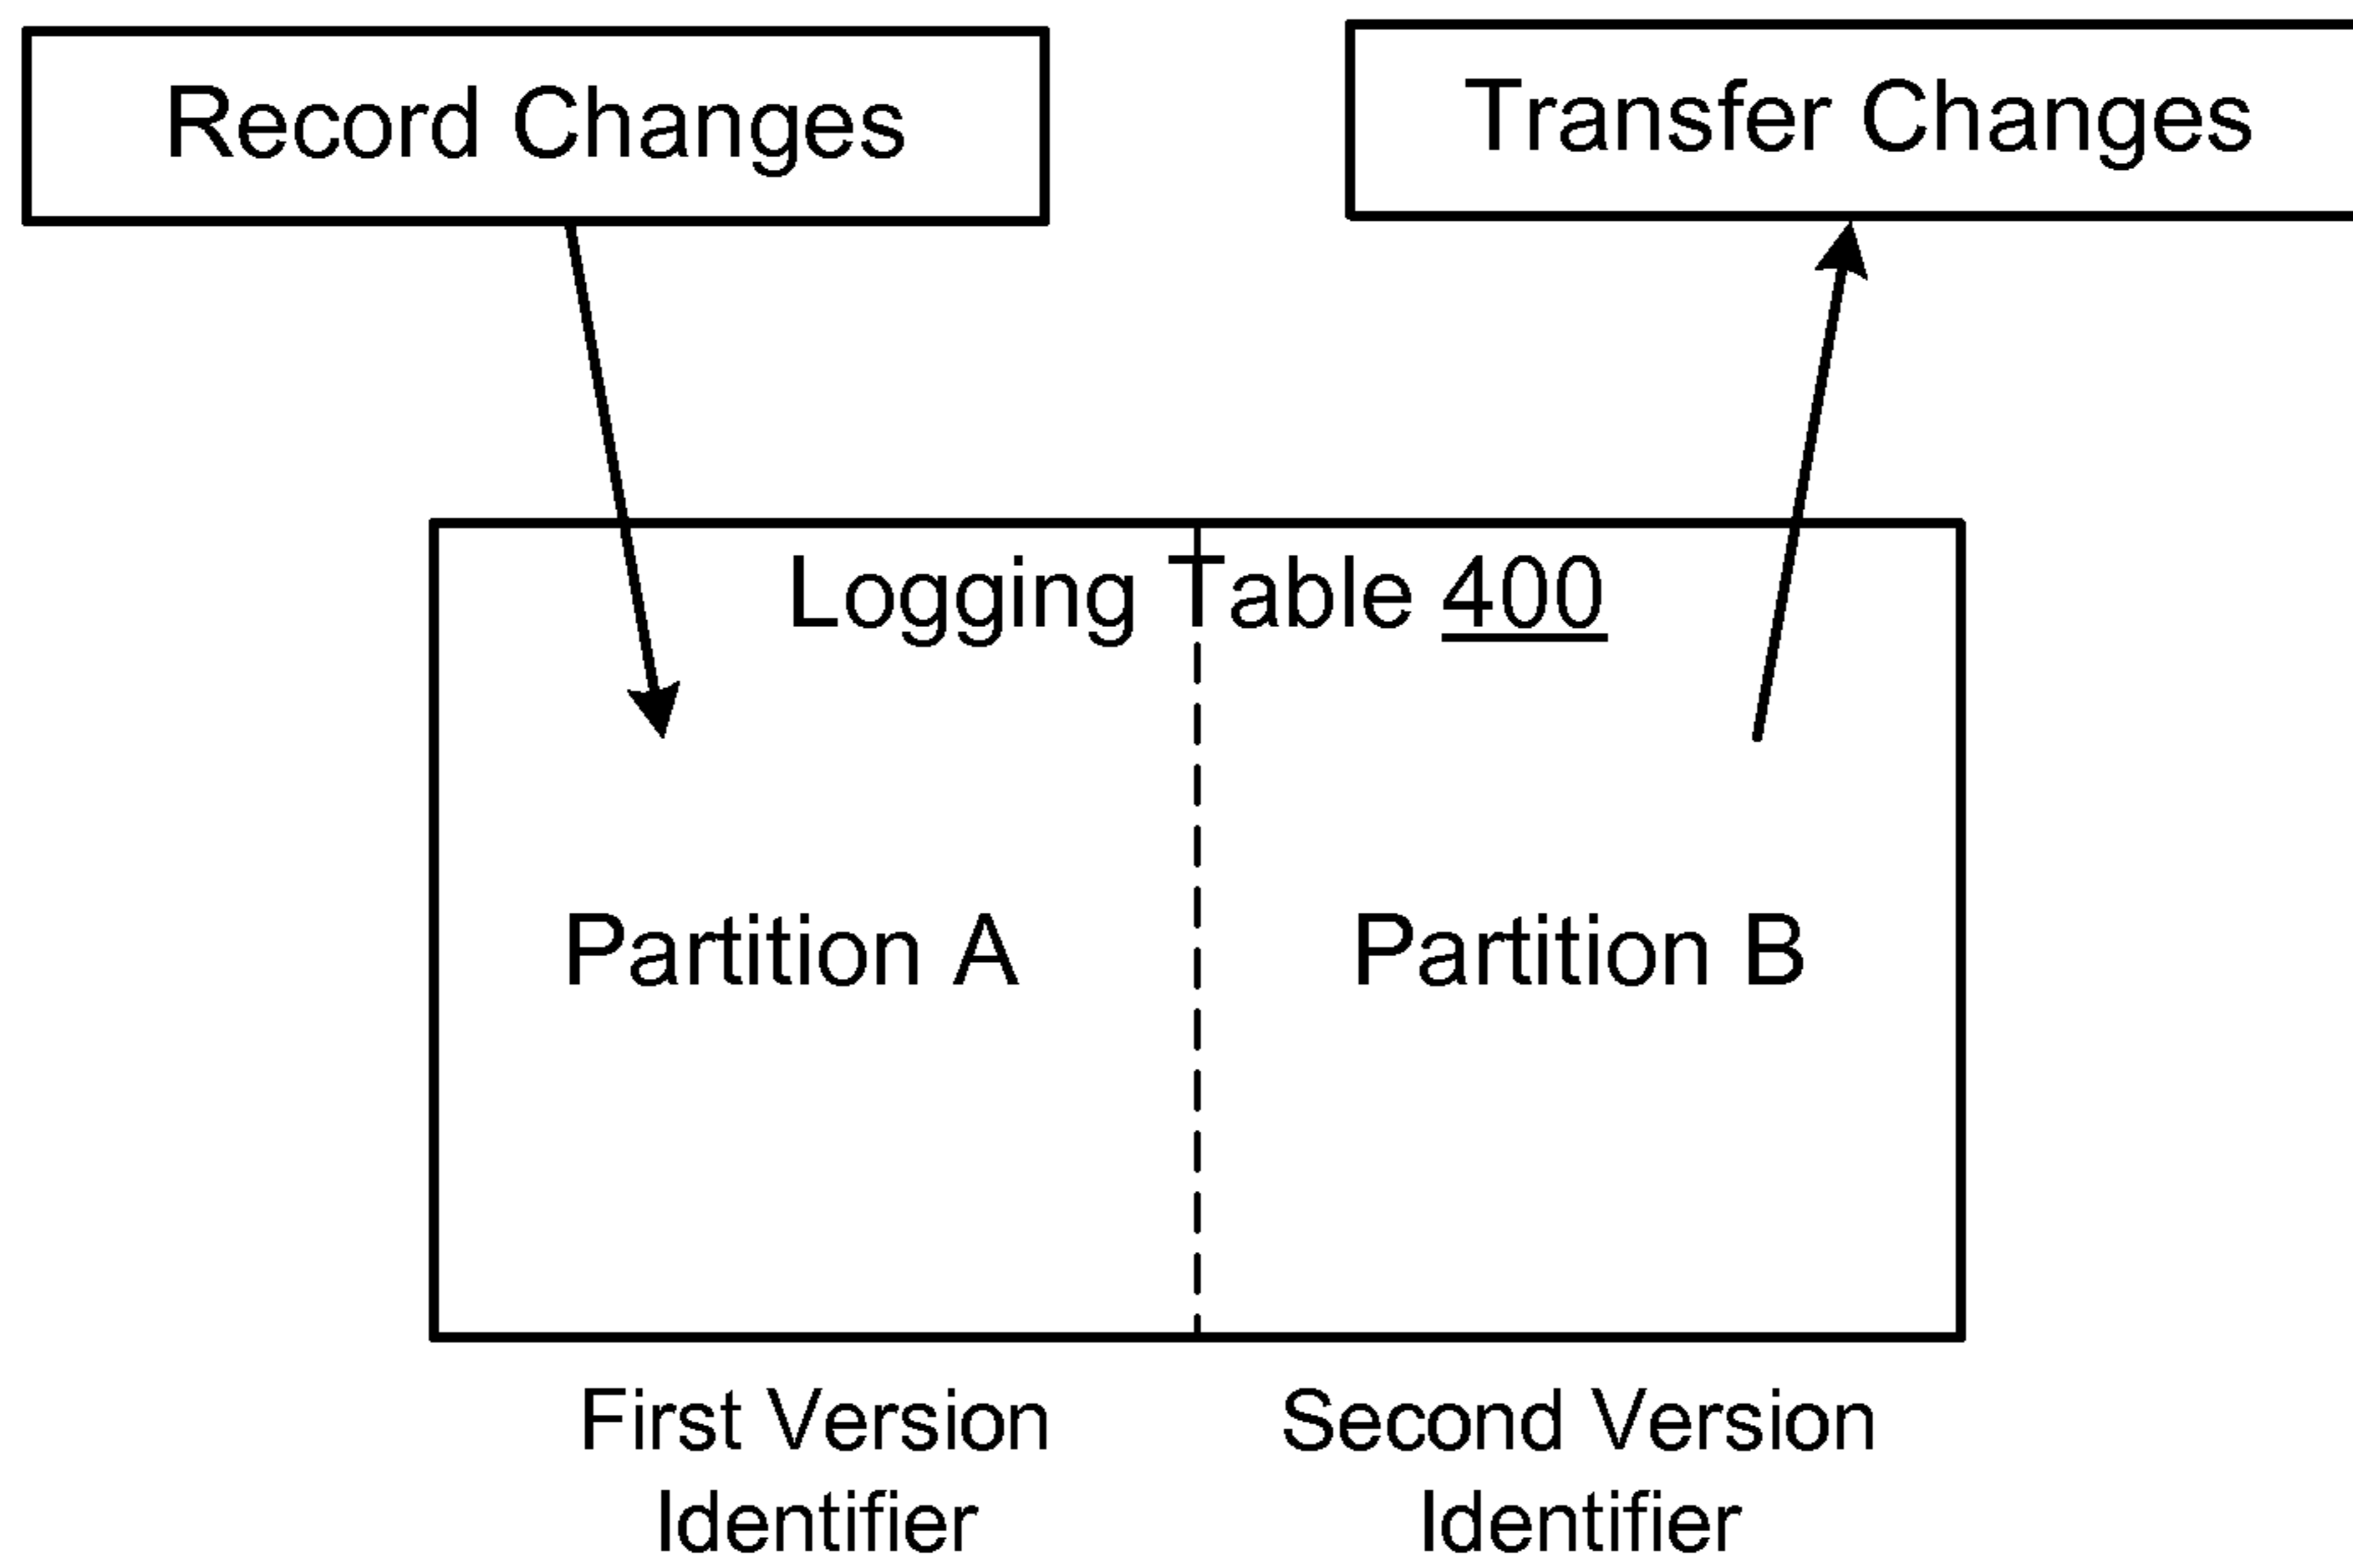 Record Changes
Transfer Changes
Logging Table 400
Partition A
Partition B
First Version
Identifier
Second Version
Identifier